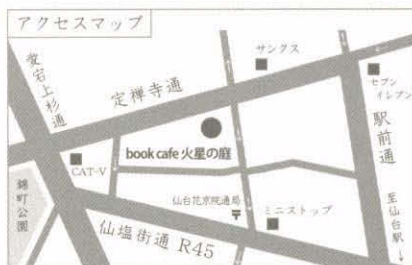 アクセスマップ
愛宕上杉通
定禅寺通
サンクス
セブン
イレブン
駅前通
book cafe 火星の庭
CAT-V
錦町公園
仙台花京院通局
〒
ミニストップ
至仙台駅↓
仙塩街通 R45